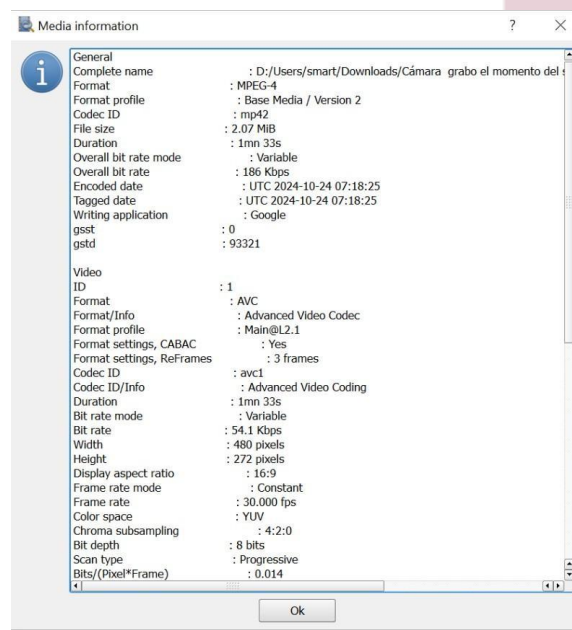 Media information
General
Complete name : D:/Users/smart/Downloads/Cámara grabo el momento del
Format : MPEG-4
Format profile : Base Media / Version 2
Codec ID : mp42
File size : 2.07 MiB
Duration : 1mn 33s
Overall bit rate mode : Variable
Overall bit rate : 186 Kbps
Encoded date : UTC 2024-10-24 07:18:25
Tagged date : UTC 2024-10-24 07:18:25
Writing application : Google
gsst : 0
gstd : 93321
Video
ID : 1
Format : AVC
Format/Info : Advanced Video Codec
Format profile : Main@L2.1
Format settings, CABAC : Yes
Format settings, ReFrames : 3 frames
Codec ID : avc1
Codec ID/Info : Advanced Video Coding
Duration : 1mn 33s
Bit rate mode : Variable
Bit rate : 54.1 Kbps
Width : 480 pixels
Height : 272 pixels
Display aspect ratio : 16:9
Frame rate mode : Constant
Frame rate : 30.000 fps
Color space : YUV
Chroma subsampling : 4:2:0
Bit depth : 8 bits
Scan type : Progressive
Bits/(Pixel*Frame) : 0.014
Ok